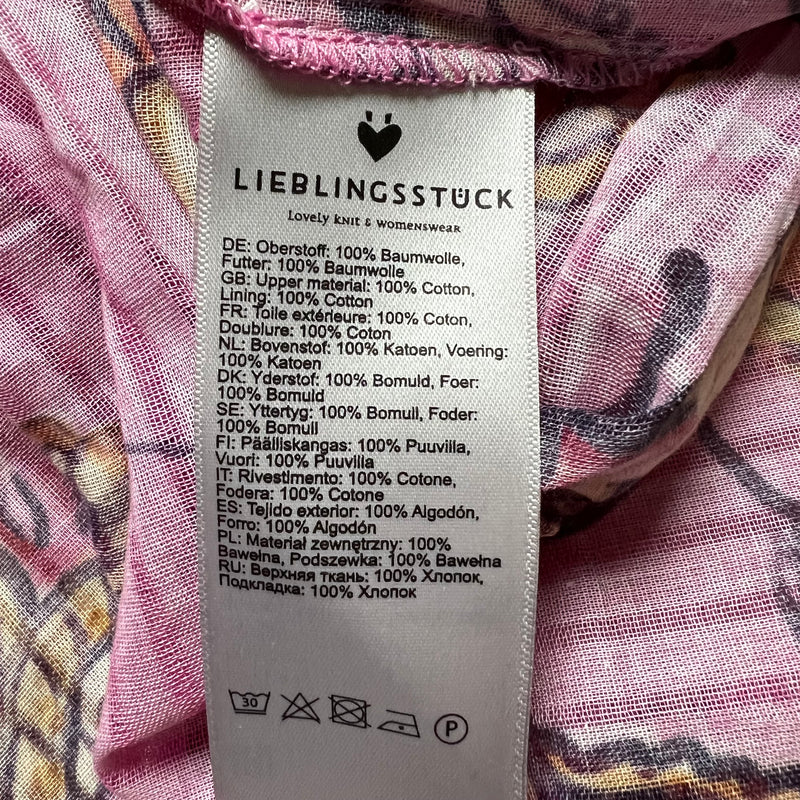 LIEBLINGSSTÜCK
Lovely knit & womenswear
DE: Oberstoff: 100% Baumwolle,
Futter: 100% Baumwolle
GB: Upper material: 100% Cotton,
Lining: 100% Cotton
FR: Toile extérieure: 100% Coton,
Doublure: 100% Coton
NL: Bovenstof: 100% Katoen, Voering:
100% Katoen
DK: Yderstof: 100% Bomuld, Foer:
100% Bomuld
SE: Yttertyg: 100% Bomull, Foder:
100% Bomull
FI: Päälliskangas: 100% Puuvilla,
Vuori: 100% Puuvilla
IT: Rivestimento: 100% Cotone,
Fodera: 100% Cotone
ES: Tejido exterior: 100% Algodón,
Forro: 100% Algodón
PL: Materiał zewnętrzny: 100%
Bawełna, Podszewka: 100% Bawełna
RU: Верхняя ткань: 100% Хлопок,
Подкладка: 100% Хлопок
30 P